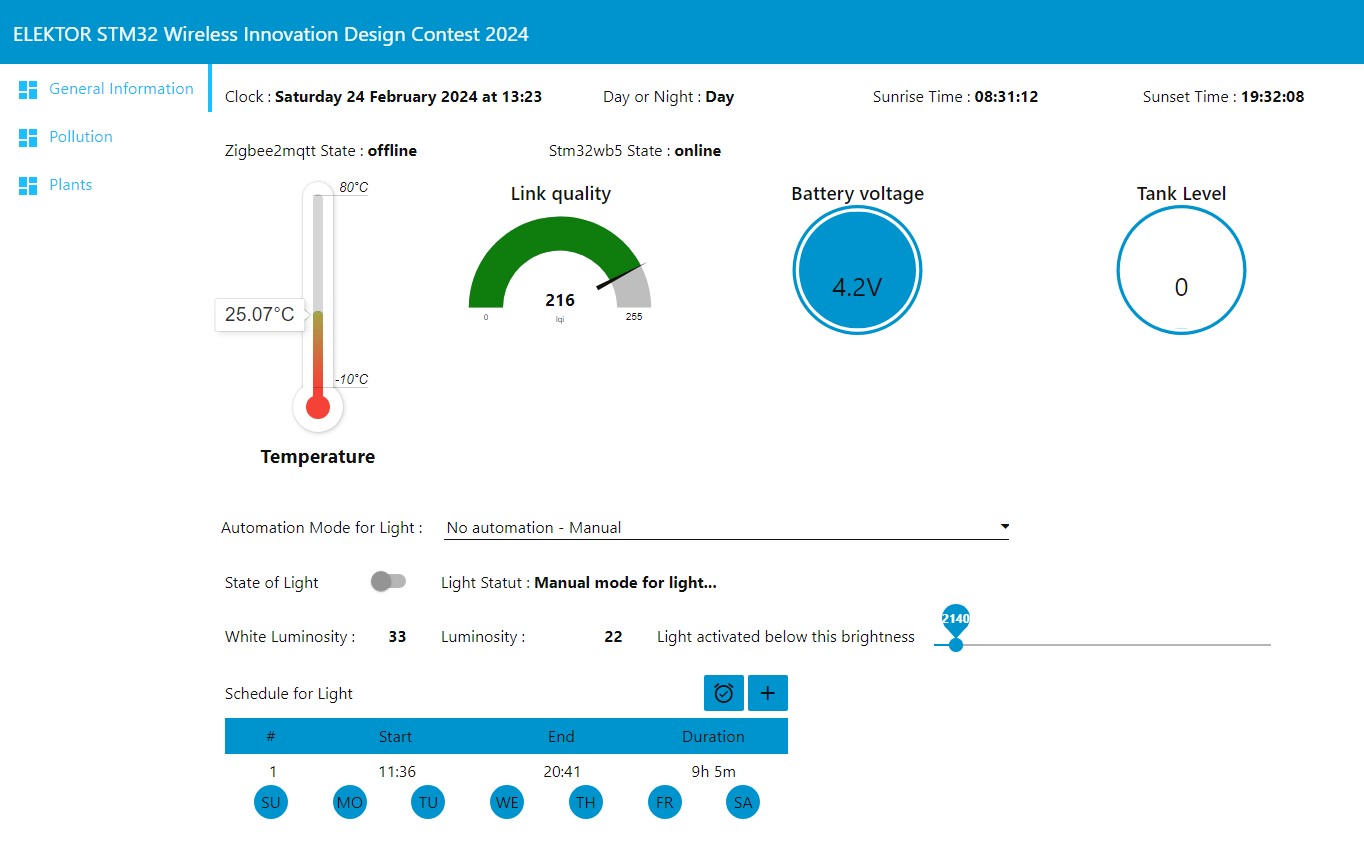 ELEKTOR STM32 Wireless Innovation Design Contest 2024
General Information
Pollution
Plants
Clock : Saturday 24 February 2024 at 13:23 Day or Night : Day Sunrise Time : 08:31:12 Sunset Time : 19:32:08
Zigbee2mqtt State : offline Stm32wb5 State : online
80°C
25.07°C
-10°C
Temperature
Link quality
216
0 lqi 255
Battery voltage
4.2V
Tank Level
0
Automation Mode for Light : No automation - Manual
State of Light Light Statut : Manual mode for light...
White Luminosity : 33 Luminosity : 22 Light activated below this brightness 2140
Schedule for Light
# Start End Duration
1 11:36 20:41 9h 5m
SU MO TU WE TH FR SA